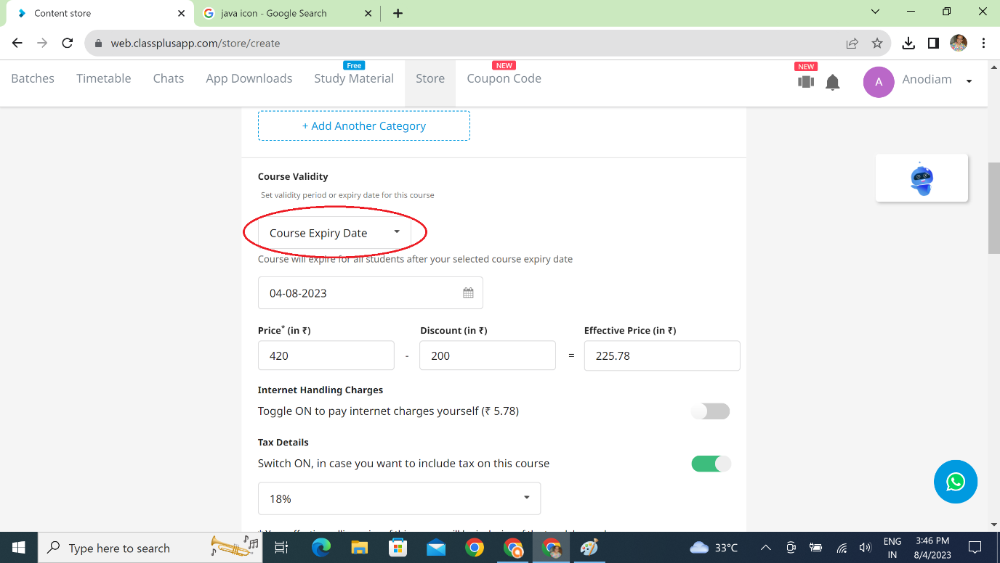 Content store
java icon - Google Search
web.classplusapp.com/store/create
Free
NEW
NEW
Batches
Timetable
Chats
App Downloads
Study Material
Store
Coupon Code
A
Anodiam
+ Add Another Category
Course Validity
Set validity period or expiry date for this course
Course Expiry Date
Course will expire for all students after your selected course expiry date
04-08-2023
Price* (in ₹)
Discount (in ₹)
Effective Price (in ₹)
420
-
200
=
225.78
Internet Handling Charges
Toggle ON to pay internet charges yourself (₹ 5.78)
Tax Details
Switch ON, in case you want to include tax on this course
18%
Type here to search
33°C
ENG
IN
3:46 PM
8/4/2023